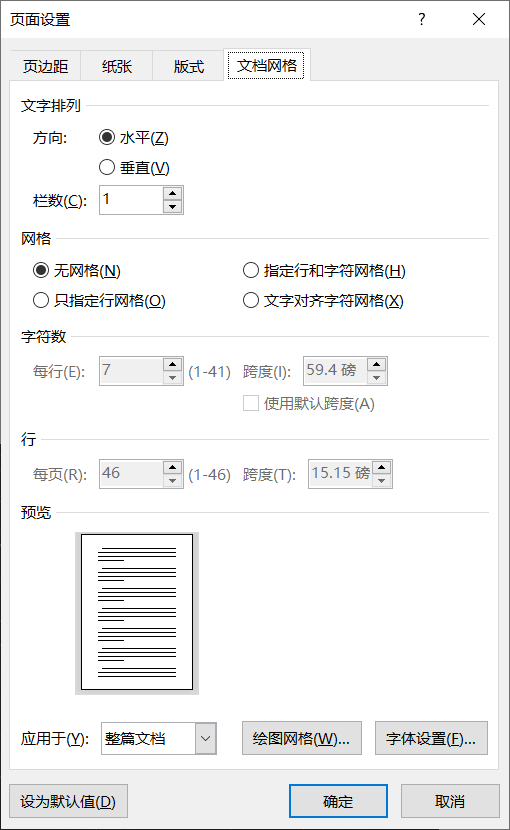 页面设置
页边距 纸张 版式 文档网格
文字排列
方向: 水平(Z)
垂直(V)
栏数(C): 1
网格
无网格(N) 指定行和字符网格(H)
只指定行网格(O) 文字对齐字符网格(X)
字符数
每行(E): 7 (1-41) 跨度(I): 59.4 磅
使用默认跨度(A)
行
每页(R): 46 (1-46) 跨度(T): 15.15 磅
预览
应用于(Y): 整篇文档 绘图网格(W)... 字体设置(F)...
设为默认值(D) 确定 取消